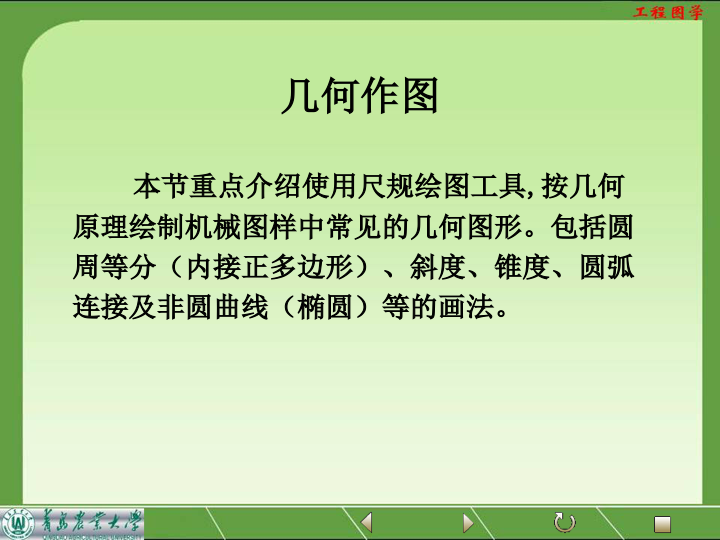 工程图学
几何作图
本节重点介绍使用尺规绘图工具,按几何
原理绘制机械图样中常见的几何图形。包括圆
周等分（内接正多边形）、斜度、锥度、圆弧
连接及非圆曲线（椭圆）等的画法。
青岛农业大学
QINGDAO AGRICULTURAL UNIVERSITY